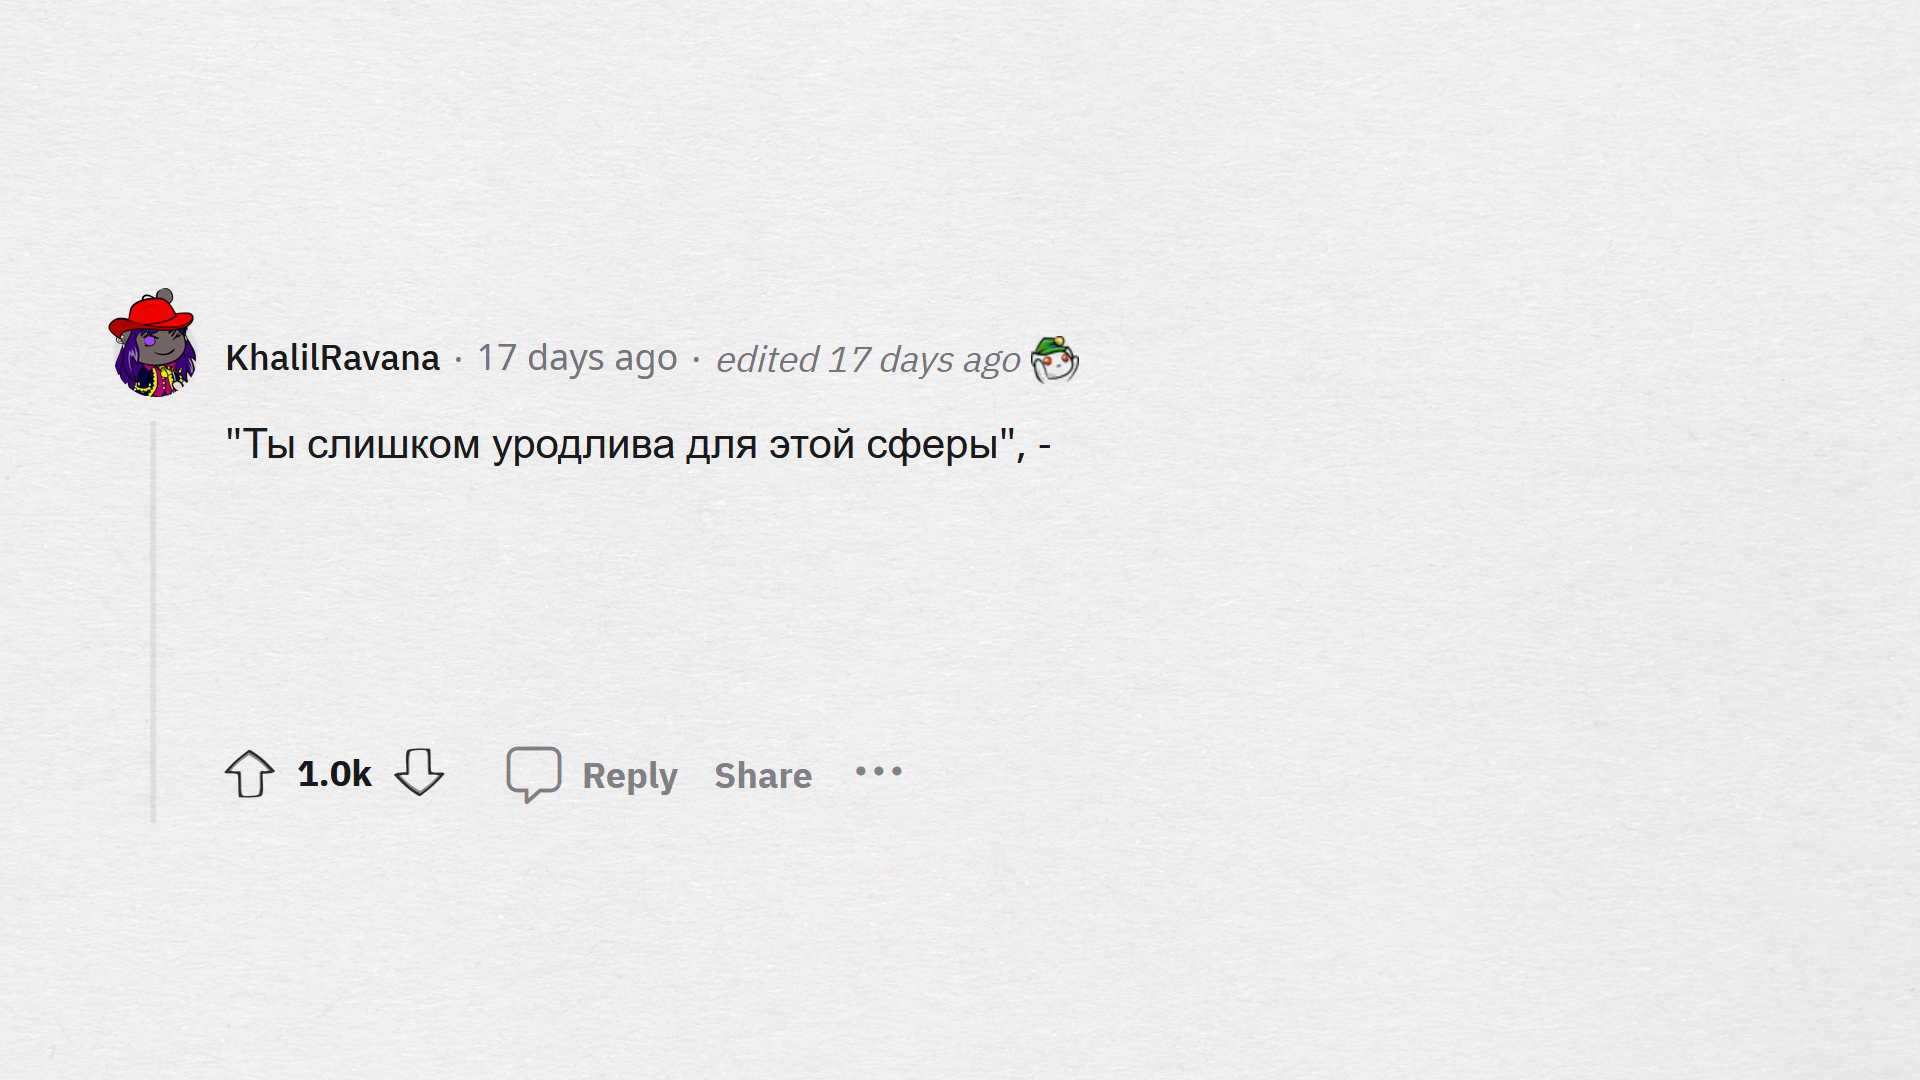 KhalilRavana · 17 days ago · edited 17 days ago
"Ты слишком уродлива для этой сферы", -
1.0k Reply Share ...